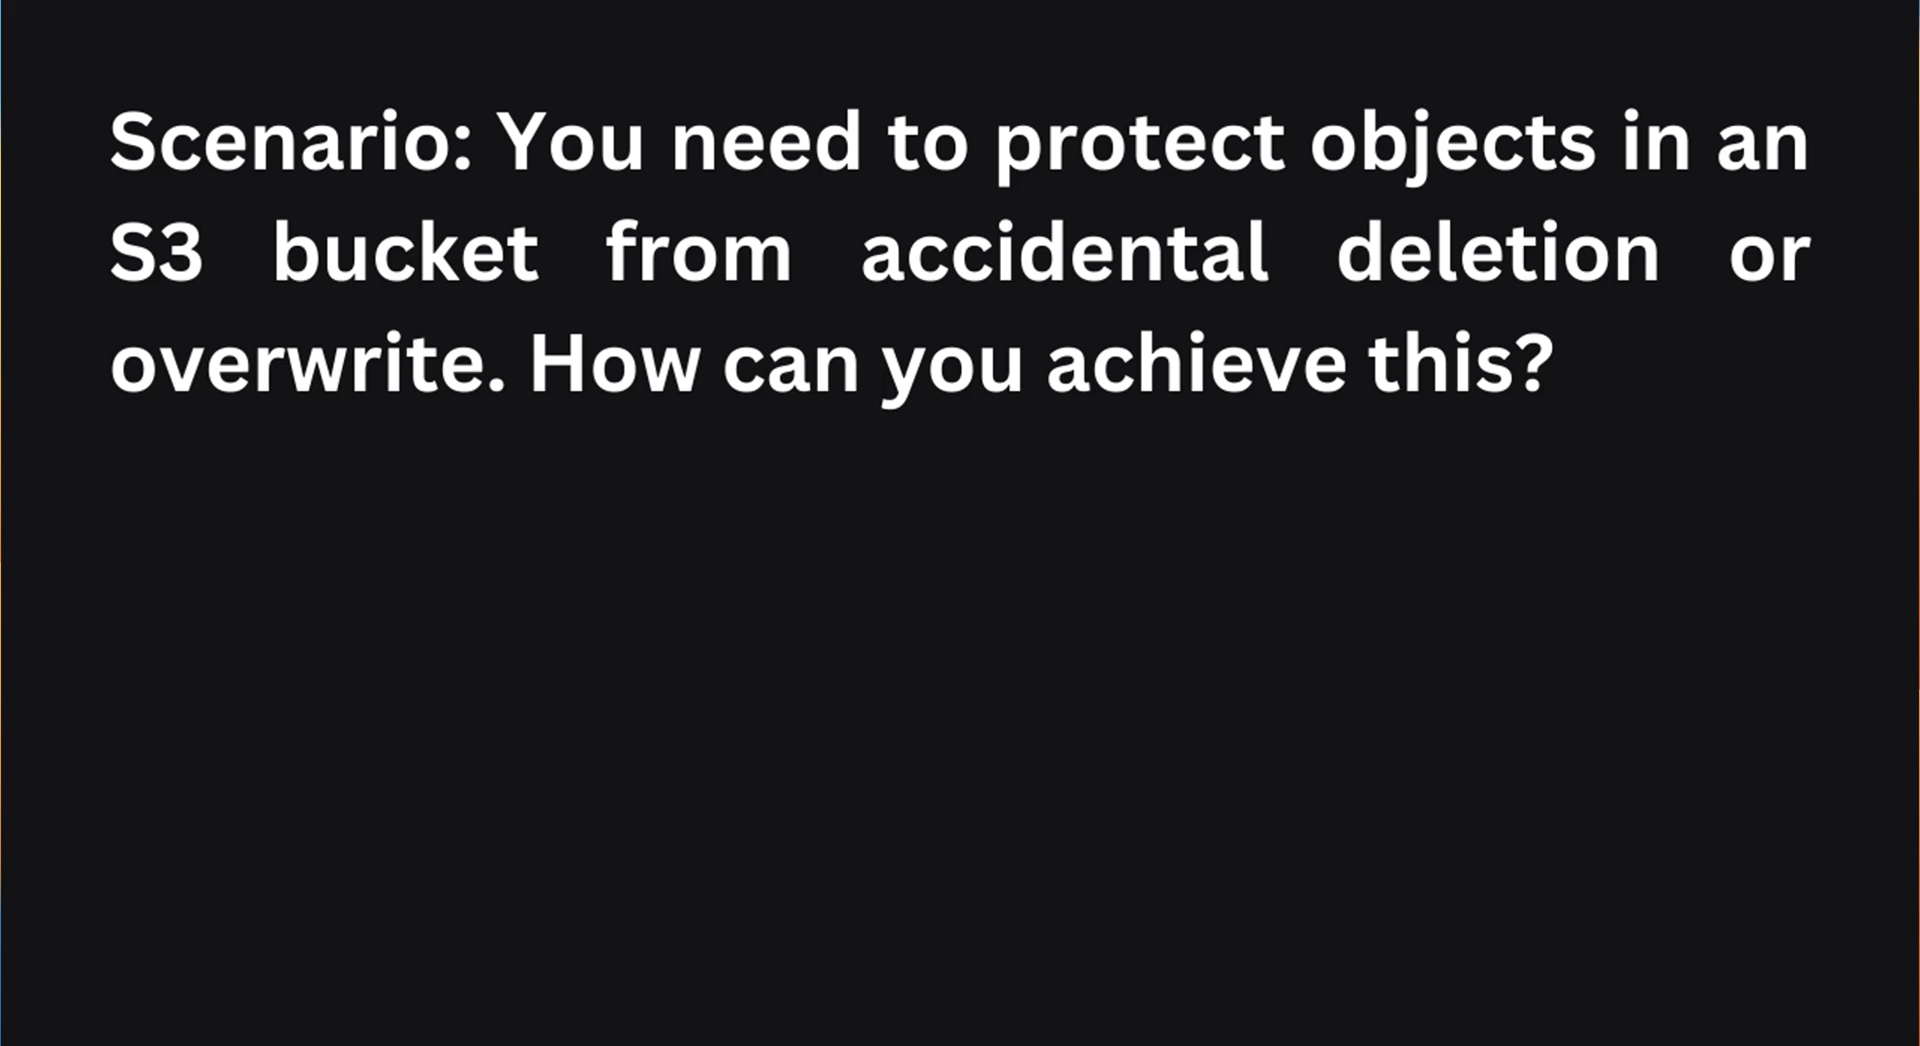 Scenario: You need to protect objects in an
S3 bucket from accidental deletion or
overwrite. How can you achieve this?